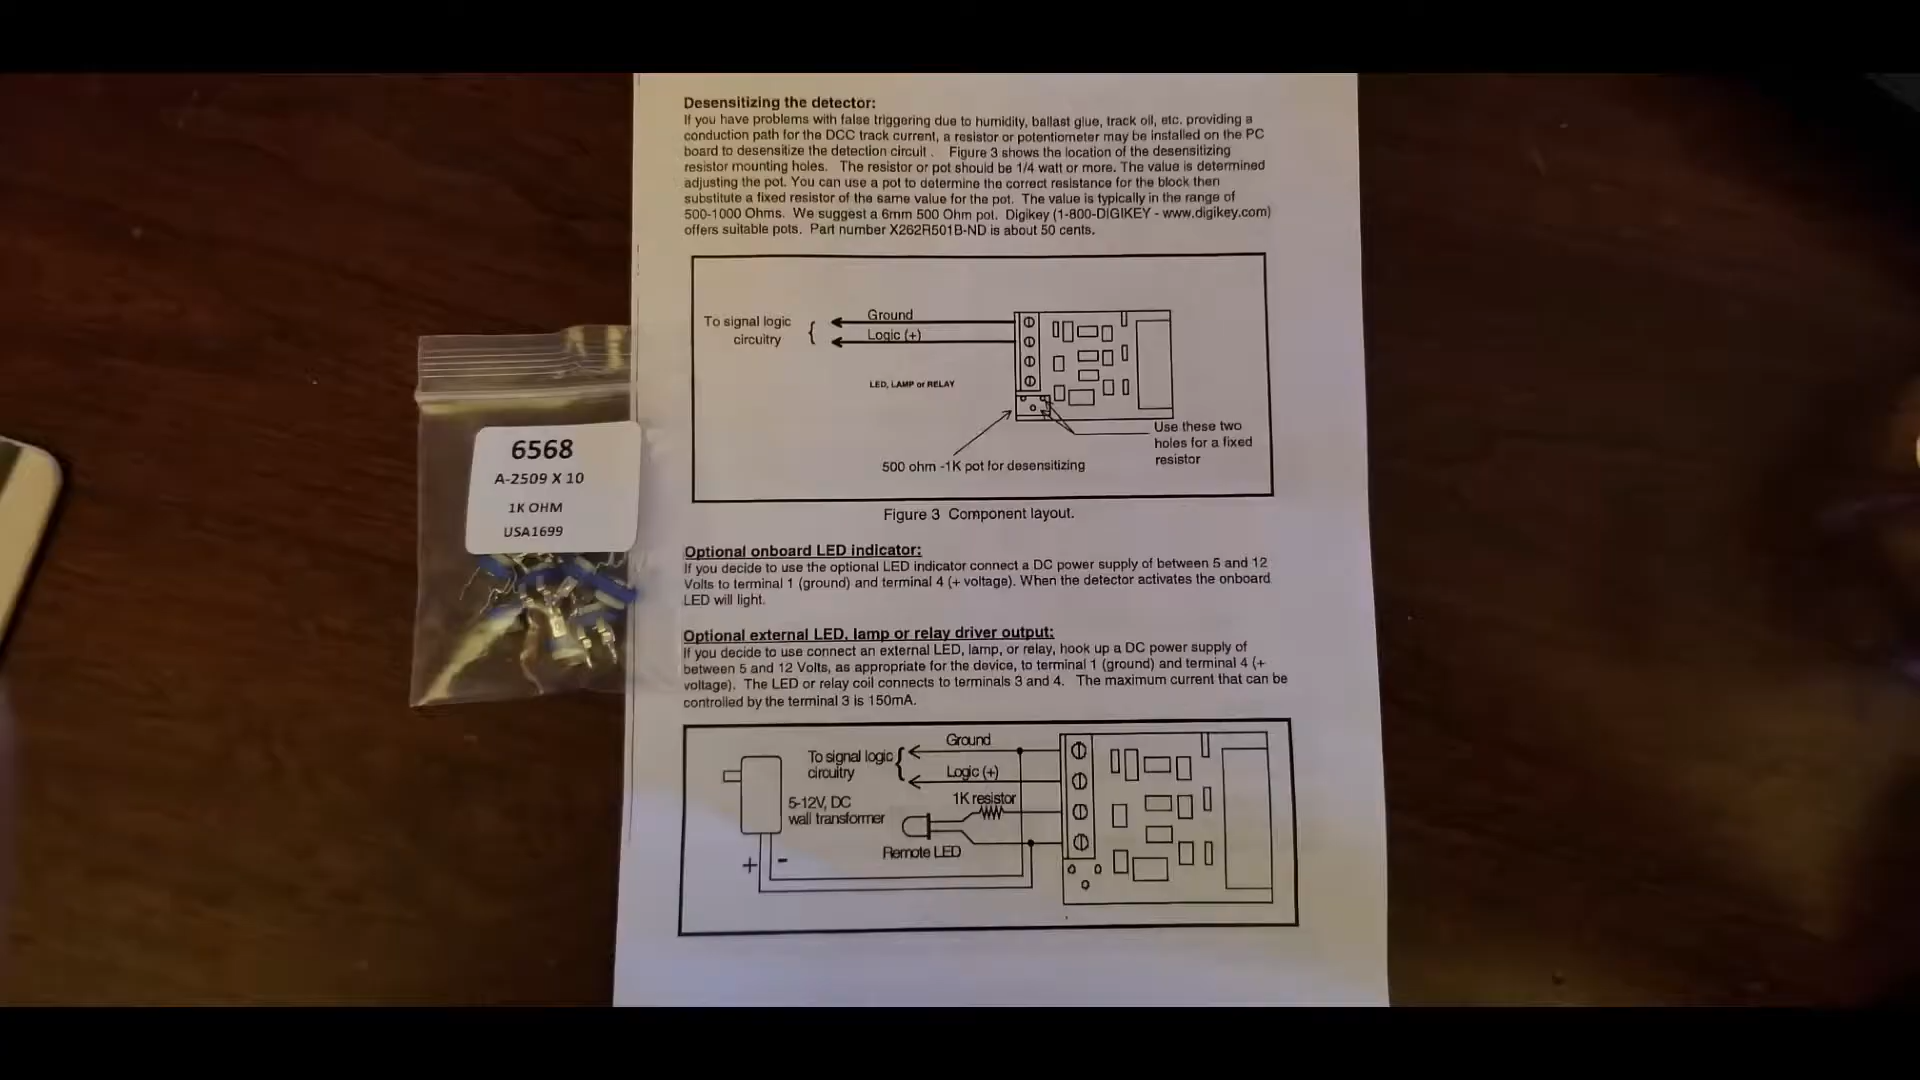 Desensitizing the detector:
If you have problems with false triggering due to humidity, ballast glue, track oil, etc. providing a
conduction path for the DCC track current, a resistor or potentiometer may be installed on the PC
board to desensitize the detection circuit . Figure 3 shows the location of the desensitizing
resistor mounting holes. The resistor or pot should be 1/4 watt or more. The value is determined
adjusting the pot. You can use a pot to determine the correct resistance for the block then
substitute a fixed resistor of the same value for the pot. The value is typically in the range of
500-1000 Ohms. We suggest a 6mm 500 Ohm pot. Digikey (1-800-DIGIKEY - www.digikey.com)
offers suitable pots. Part number X262R501B-ND is about 50 cents.
To signal logic
circuitry
{
Ground
Logic (+)
LED, LAMP or RELAY
500 ohm -1K pot for desensitizing
Use these two
holes for a fixed
resistor
Figure 3 Component layout.
Optional onboard LED indicator:
If you decide to use the optional LED indicator connect a DC power supply of between 5 and 12
Volts to terminal 1 (ground) and terminal 4 (+ voltage). When the detector activates the onboard
LED will light.
Optional external LED, lamp or relay driver output:
If you decide to use connect an external LED, lamp, or relay, hook up a DC power supply of
between 5 and 12 Volts, as appropriate for the device, to terminal 1 (ground) and terminal 4 (+
voltage). The LED or relay coil connects to terminals 3 and 4. The maximum current that can be
controlled by the terminal 3 is 150mA.
To signal logic
circuitry
{
Ground
Logic (+)
1K resistor
5-12V, DC
wall transformer
Remote LED
+ -
6568
A-2509 X 10
1K OHM
USA1699